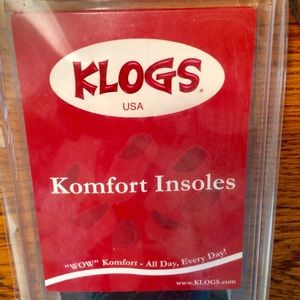 KLOGS®
USA
Komfort Insoles
"WOW" Komfort - All Day, Every Day!
www.KLOGS.com